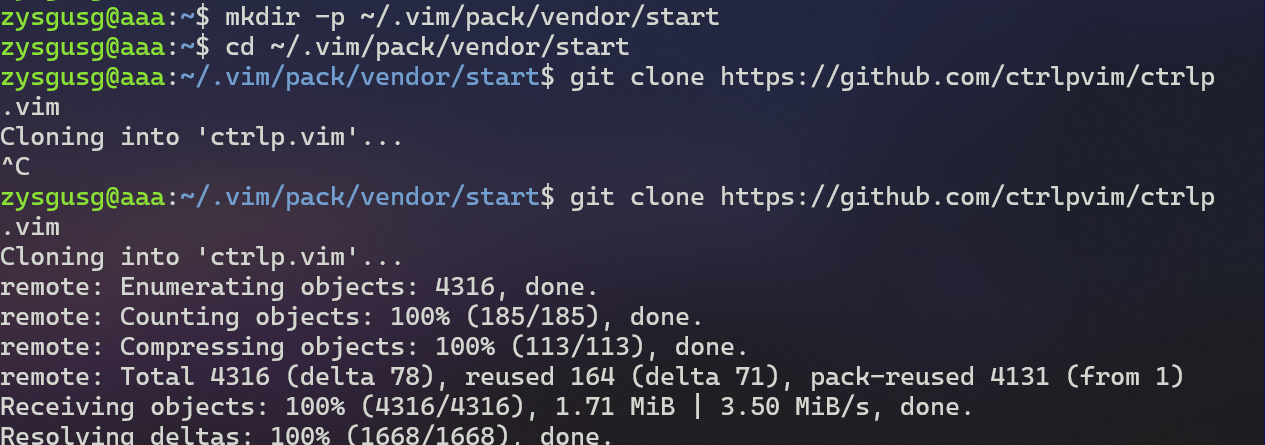 zysgusg@aaa:~$ mkdir -p ~/.vim/pack/vendor/start
zysgusg@aaa:~$ cd ~/.vim/pack/vendor/start
zysgusg@aaa:~/.vim/pack/vendor/start$ git clone https://github.com/ctrlpvim/ctrlp
.vim
Cloning into 'ctrlp.vim'...
^C
zysgusg@aaa:~/.vim/pack/vendor/start$ git clone https://github.com/ctrlpvim/ctrlp
.vim
Cloning into 'ctrlp.vim'...
remote: Enumerating objects: 4316, done.
remote: Counting objects: 100% (185/185), done.
remote: Compressing objects: 100% (113/113), done.
remote: Total 4316 (delta 78), reused 164 (delta 71), pack-reused 4131 (from 1)
Receiving objects: 100% (4316/4316), 1.71 MiB | 3.50 MiB/s, done.
Resolving deltas: 100% (1668/1668), done.